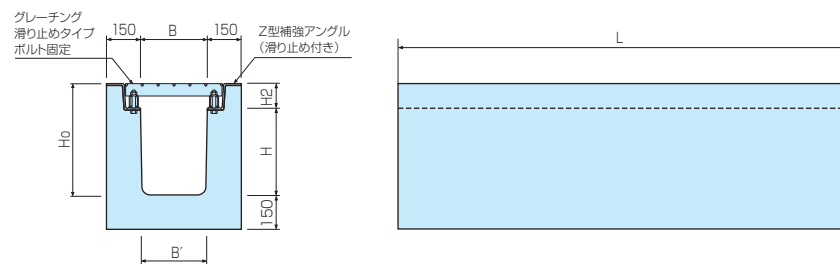 グレーチング
滑り止めタイプ
ボルト固定
150 B 150
Z型補強アングル
(滑り止め付き)
L
Ho
H2
H
150
B′